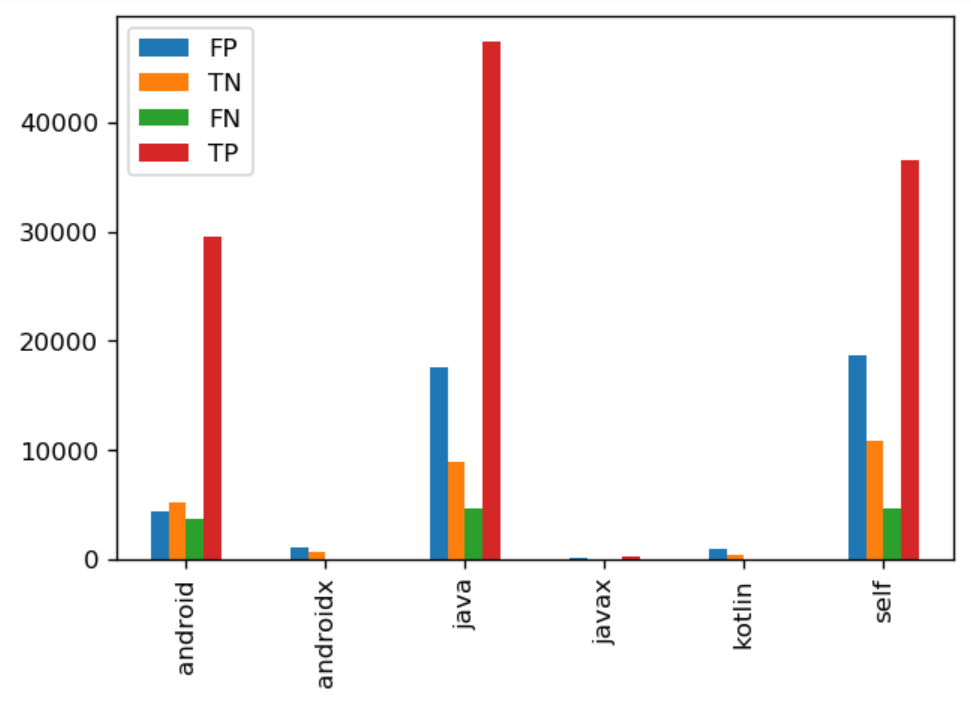 FP
TN
FN
TP
40000
30000
20000
10000
0
android
androidx
java
javax
kotlin
self